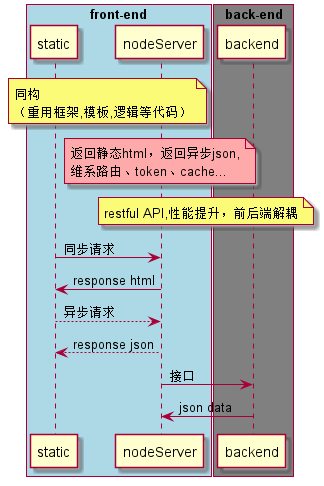 front-end
back-end
static
nodeServer
backend
同构
（重用框架,模板,逻辑等代码）
返回静态html，返回异步json,
维系路由、token、cache...
restful API,性能提升，前后端解耦
同步请求
response html
异步请求
response json
接口
json data
static
nodeServer
backend